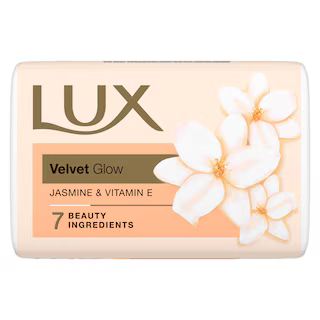 LUX
Velvet Glow
JASMINE & VITAMIN E
7 BEAUTY
INGREDIENTS